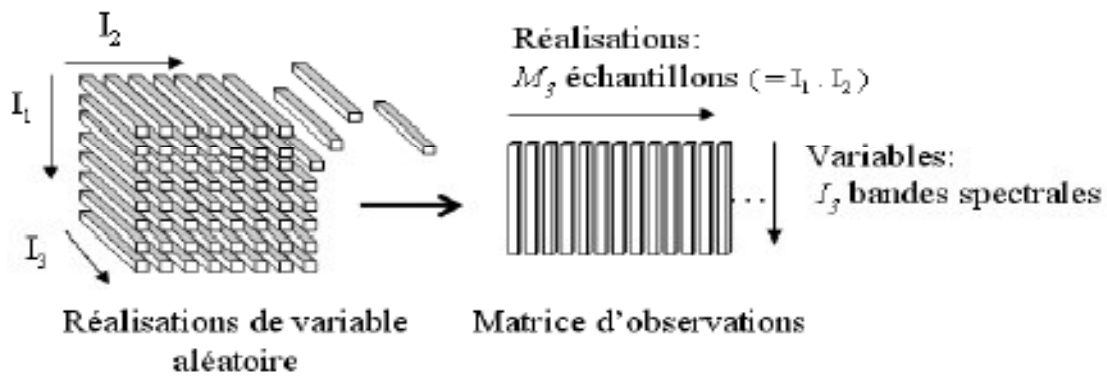 I2
I1
I3
Réalisations de variable
aléatoire
Réalisations:
M3 échantillons (=I1 . I2)
Variables:
I3 bandes spectrales
...
Matrice d'observations